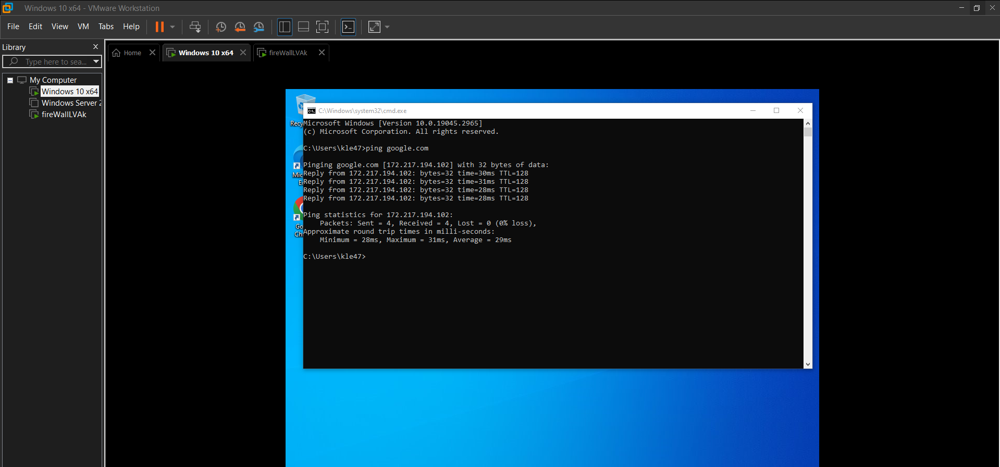 Windows 10 x64 - VMware Workstation
File Edit View VM Tabs Help
Library
Type here to sea...
My Computer
Windows 10 x64
Windows Server 2
fireWallLVAk
Home
Windows 10 x64
fireWallLVAk
Recy
Mic
E
Go
Ch
C:\Windows\system32\cmd.exe
Microsoft Windows [Version 10.0.19045.2965]
(c) Microsoft Corporation. All rights reserved.
C:\Users\kle47>ping google.com
Pinging google.com [172.217.194.102] with 32 bytes of data:
Reply from 172.217.194.102: bytes=32 time=30ms TTL=128
Reply from 172.217.194.102: bytes=32 time=31ms TTL=128
Reply from 172.217.194.102: bytes=32 time=28ms TTL=128
Reply from 172.217.194.102: bytes=32 time=28ms TTL=128
Ping statistics for 172.217.194.102:
Packets: Sent = 4, Received = 4, Lost = 0 (0% loss),
Approximate round trip times in milli-seconds:
Minimum = 28ms, Maximum = 31ms, Average = 29ms
C:\Users\kle47>